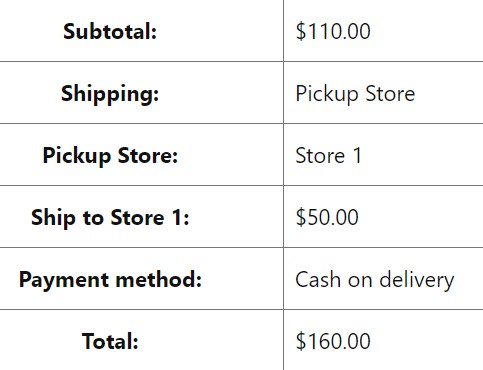 Subtotal: $110.00
Shipping: Pickup Store
Pickup Store: Store 1
Ship to Store 1: $50.00
Payment method: Cash on delivery
Total: $160.00